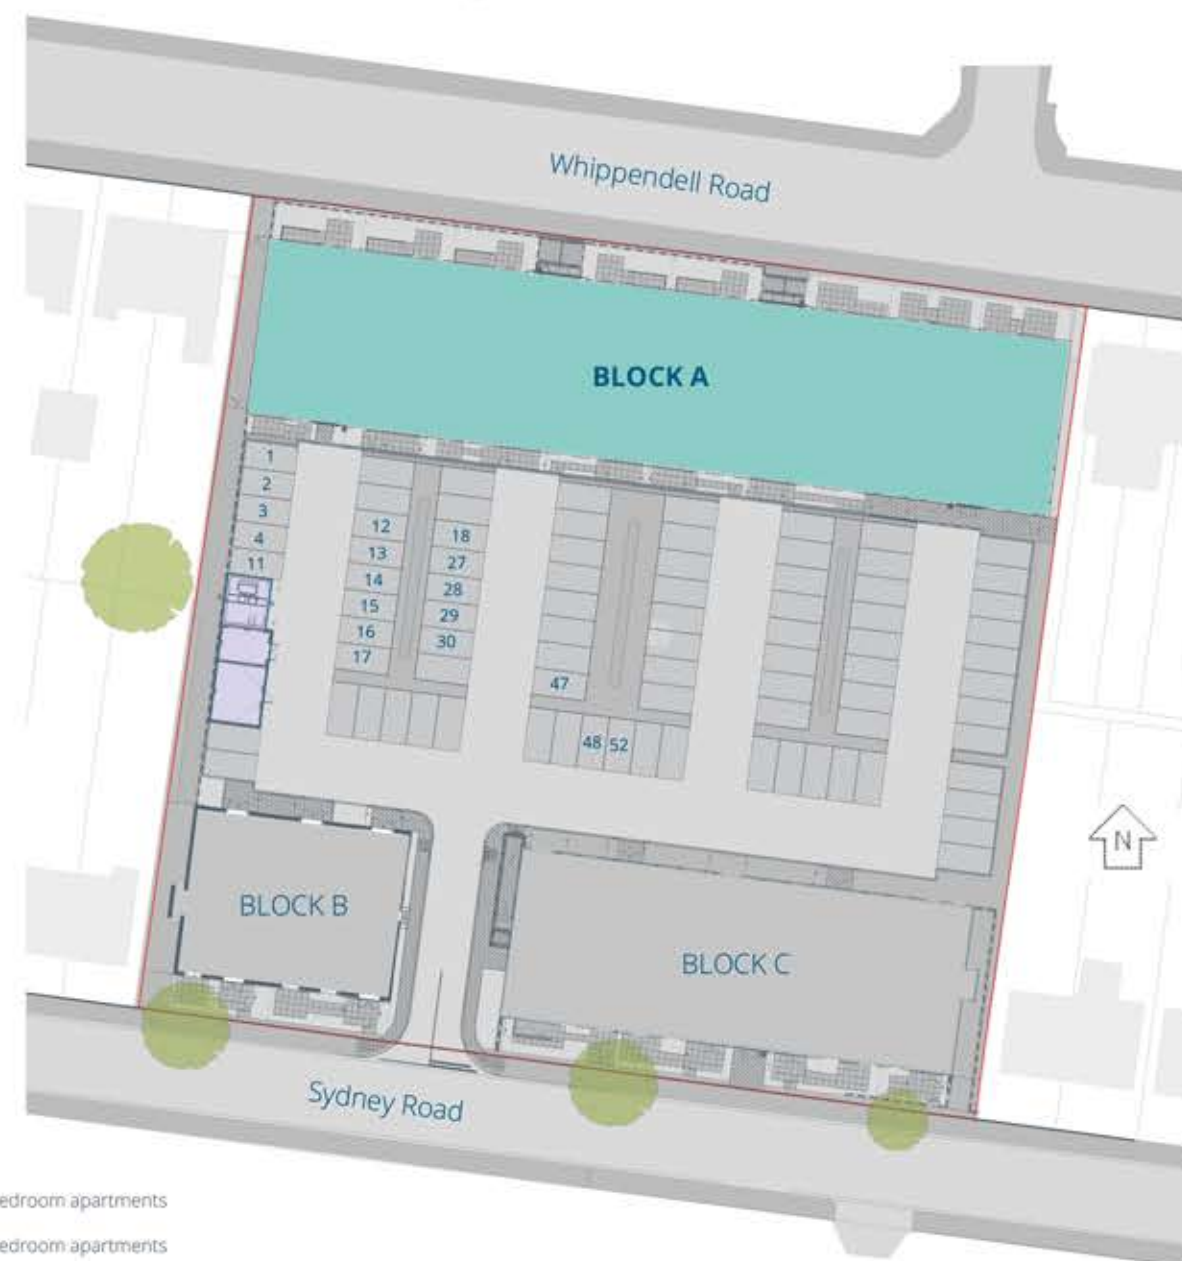 Whippendell Road
BLOCK A
1
2
3
4
11
12
13
14
15
16
17
18
27
28
29
30
47
48 52
N
BLOCK B
BLOCK C
Sydney Road
edroom apartments
edroom apartments